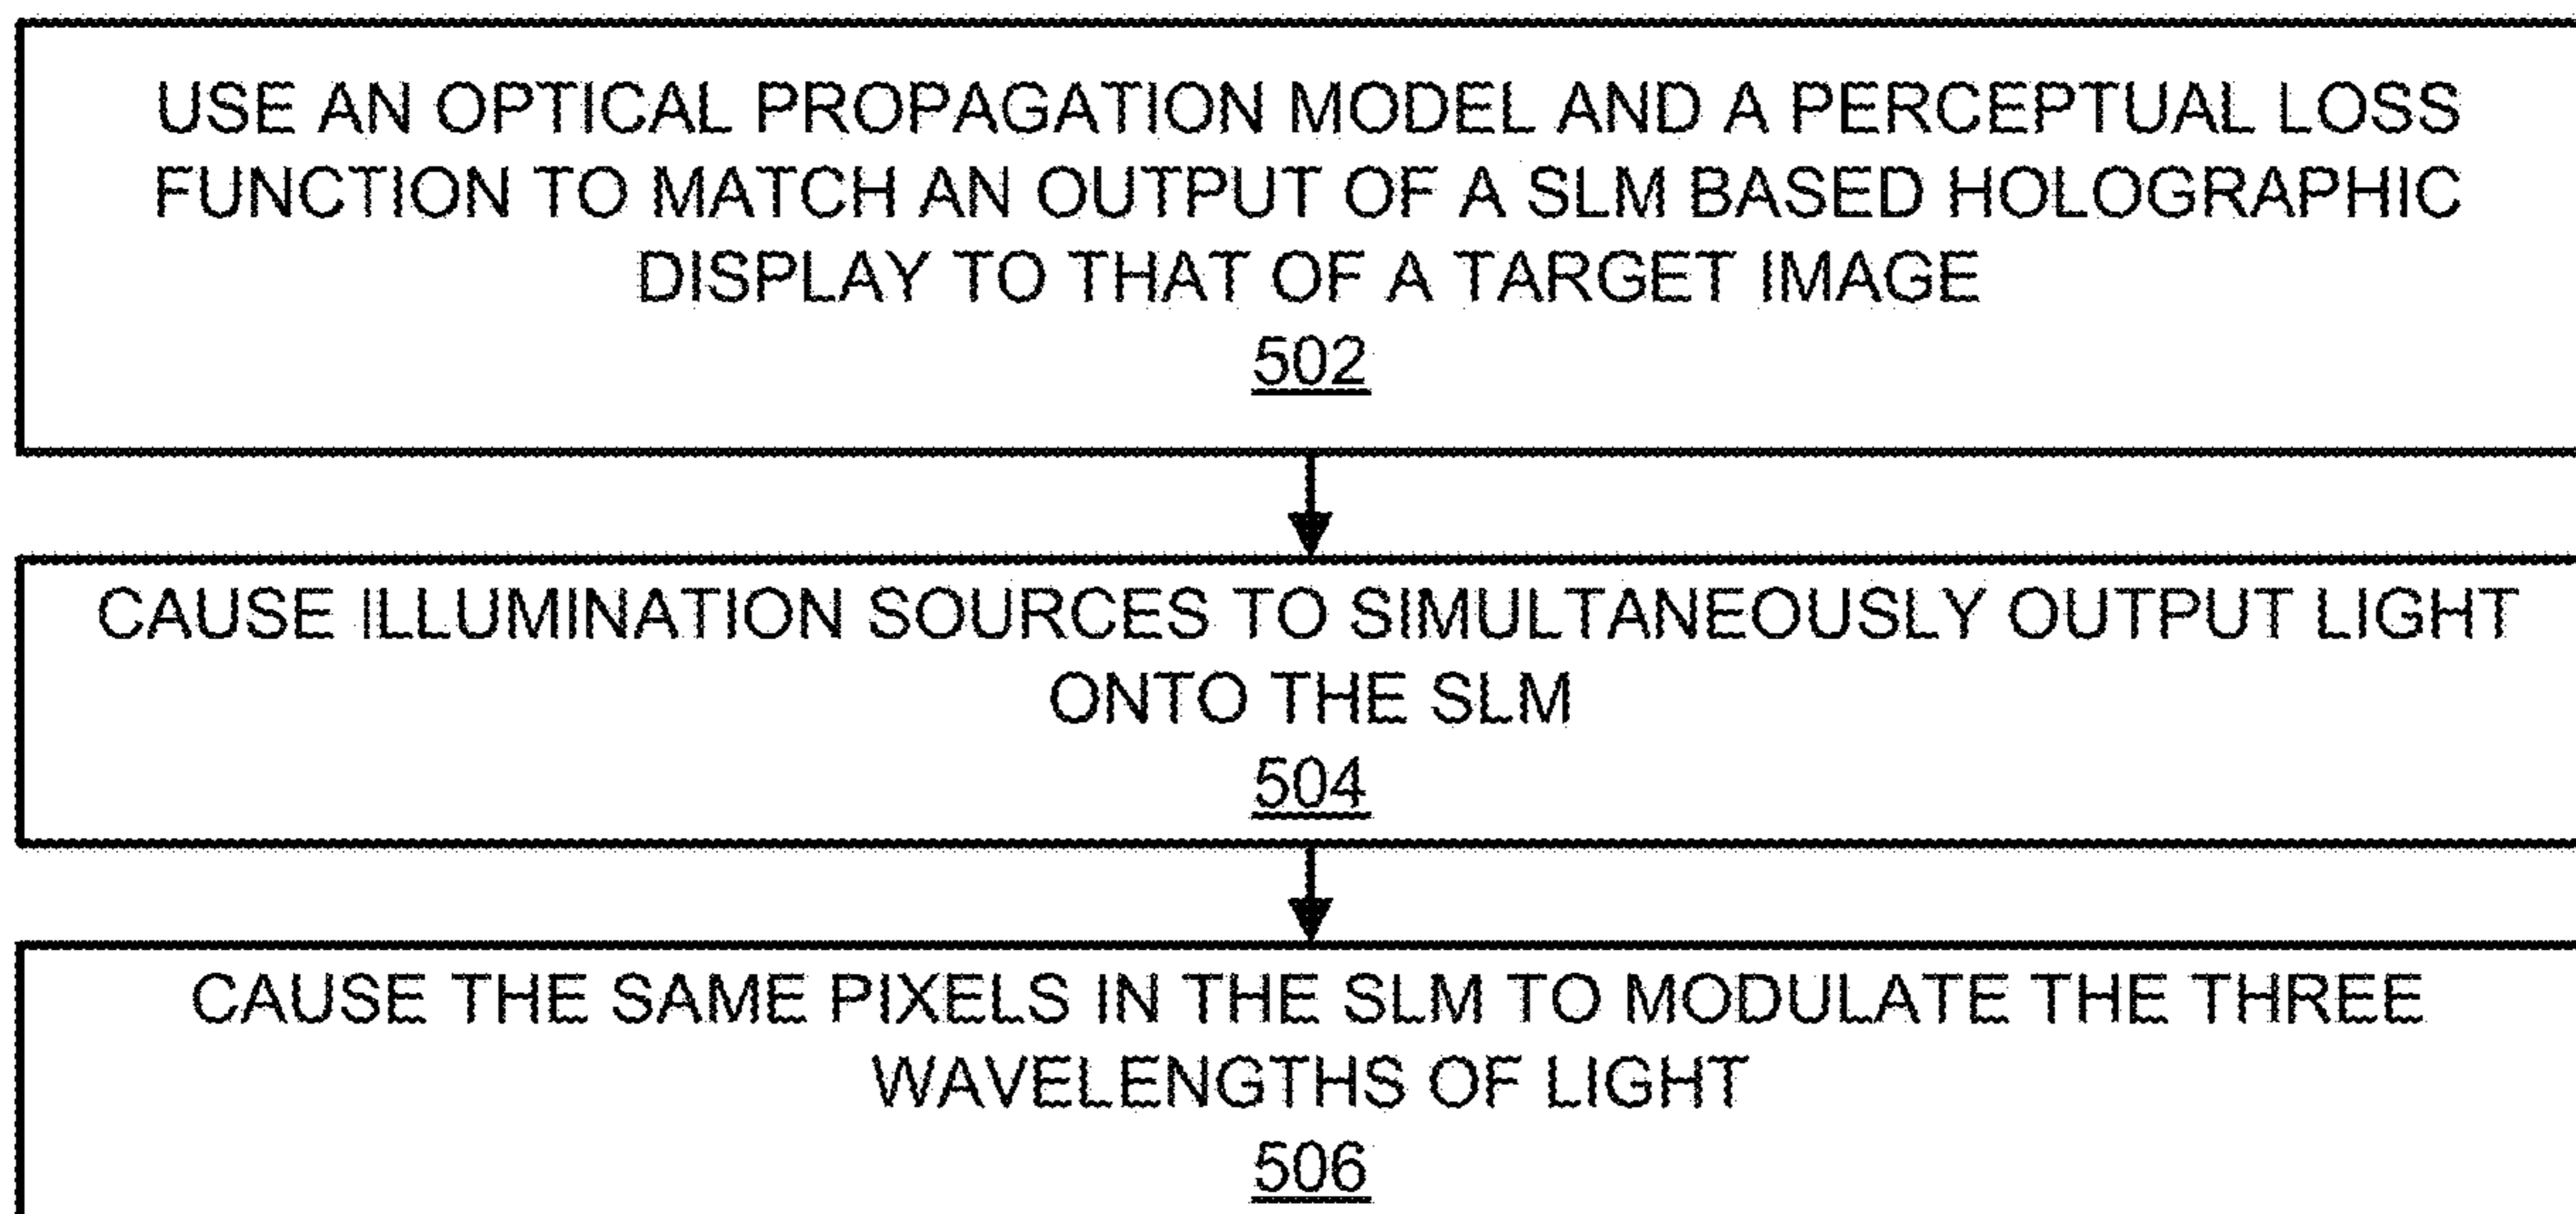 USE AN OPTICAL PROPAGATION MODEL AND A PERCEPTUAL LOSS
FUNCTION TO MATCH AN OUTPUT OF A SLM BASED HOLOGRAPHIC
DISPLAY TO THAT OF A TARGET IMAGE
502
CAUSE ILLUMINATION SOURCES TO SIMULTANEOUSLY OUTPUT LIGHT
ONTO THE SLM
504
CAUSE THE SAME PIXELS IN THE SLM TO MODULATE THE THREE
WAVELENGTHS OF LIGHT
506